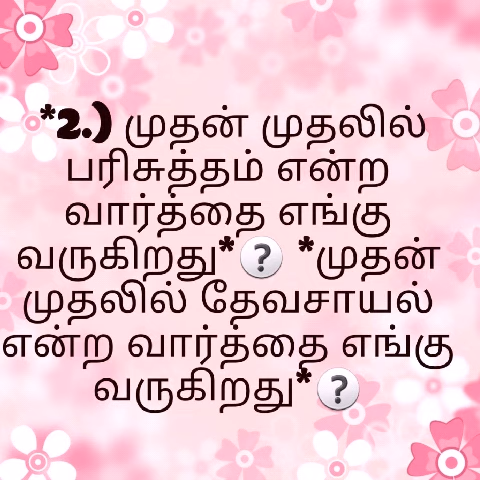 *2.) முதன் முதலில்
பரிசுத்தம் என்ற
வார்த்தை எங்கு
வருகிறது*❔ *முதன்
முதலில் தேவசாயல்
என்ற வார்த்தை எங்கு
வருகிறது*❔